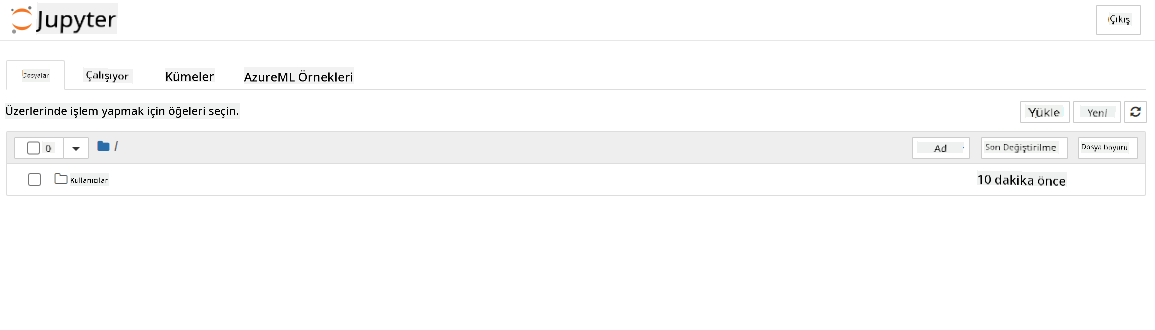 Jupyter
Çıkış
Dosyalar
Çalışıyor
Kümeler
AzureML Örnekleri
Üzerlerinde işlem yapmak için öğeleri seçin.
Yükle
Yeni
0
/
Ad
Son Değiştirilme
Dosya boyutu
Kullanıcılar
10 dakika önce